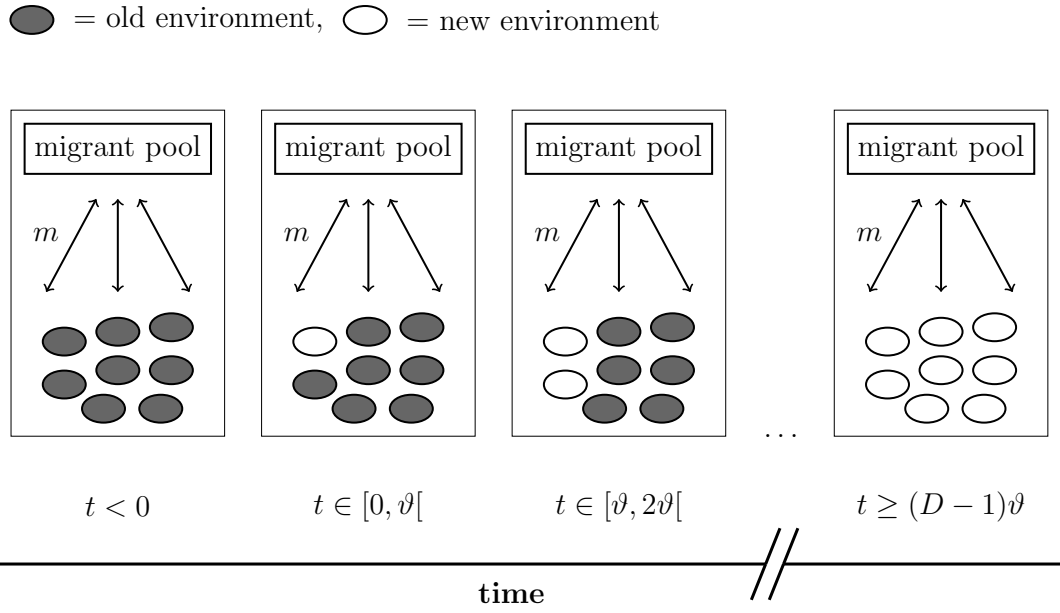 = old environment, = new environment
migrant pool migrant pool migrant pool migrant pool
m m m m
...
t < 0 t ∈ [0, ϑ[ t ∈ [ϑ, 2ϑ[ t ≥ (D − 1)ϑ
time